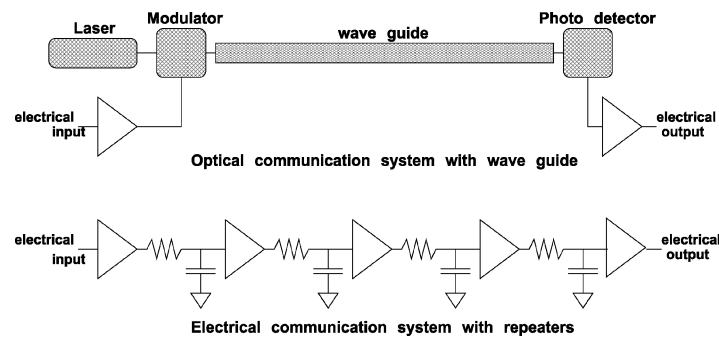 Laser
Modulator
wave guide
Photo detector
electrical
input
electrical
output
Optical communication system with wave guide
electrical
input
electrical
output
Electrical communication system with repeaters